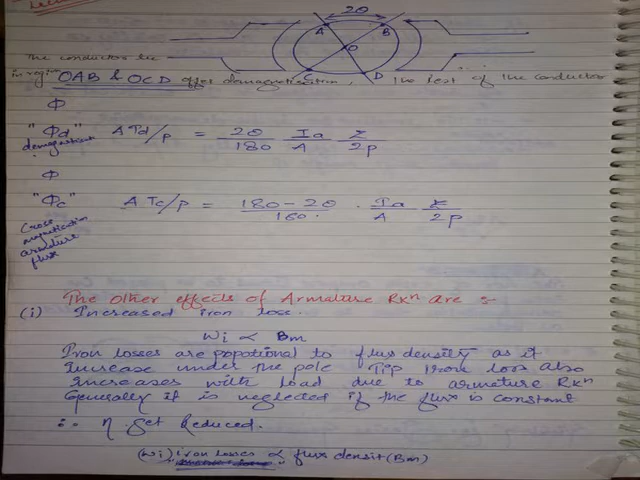 2θ
A B
O
C D
The conductor lie
in region OAB & OCD offer demagnetisation, The Rest of the conductor
Φ
"Φd" ATd/p = 2θ/180 Ia/A Z/2p
demagnetisation
Φ
"Φc" ATc/p = 180-2θ/180 . Ia/A Z/2p
Cross
magnetisation
armature
flux
The other effects of Armature Rxn are :-
(i) Increased iron loss.
Wi ∝ Bm
Iron losses are propotional to flux density as it
Increase under the pole Tip Iron loss also
Increases with load due to armature Rxn
Generally it is neglected if the flux is constant
∴ η Get Reduced.
(Wi) Iron losses ∝ flux densit (Bm)